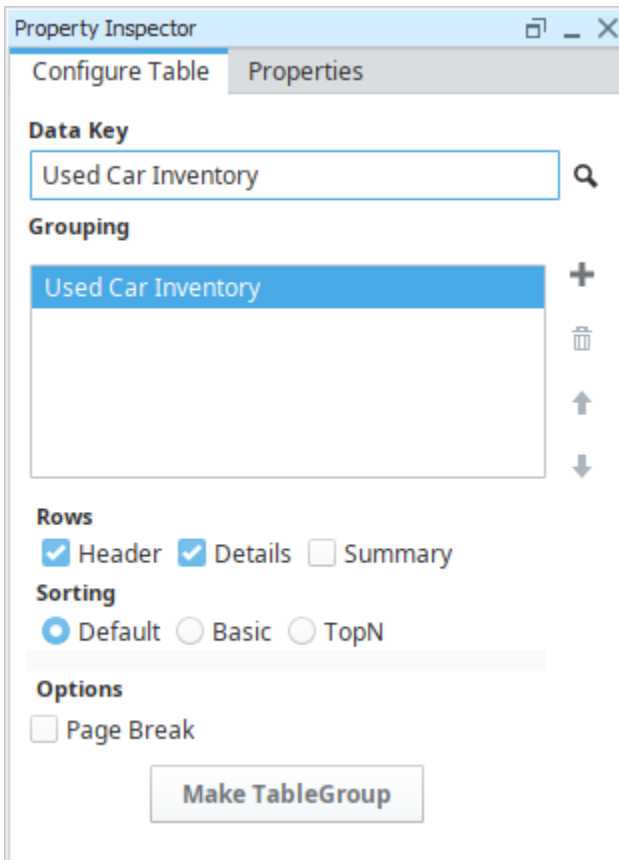 Property Inspector
Configure Table Properties
Data Key
Used Car Inventory
Grouping
Used Car Inventory
Rows
Header Details Summary
Sorting
Default Basic TopN
Options
Page Break
Make TableGroup